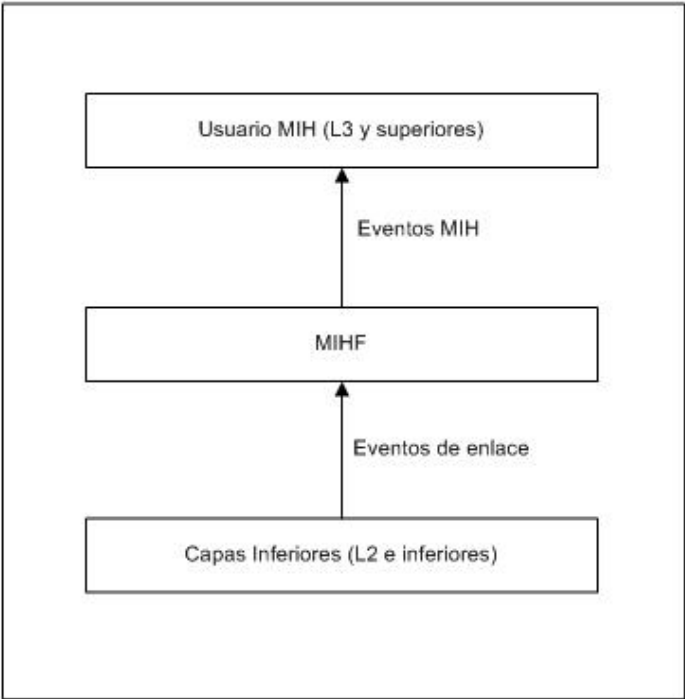 Usuario MIH (L3 y superiores)
Eventos MIH
MIHF
Eventos de enlace
Capas Inferiores (L2 e inferiores)